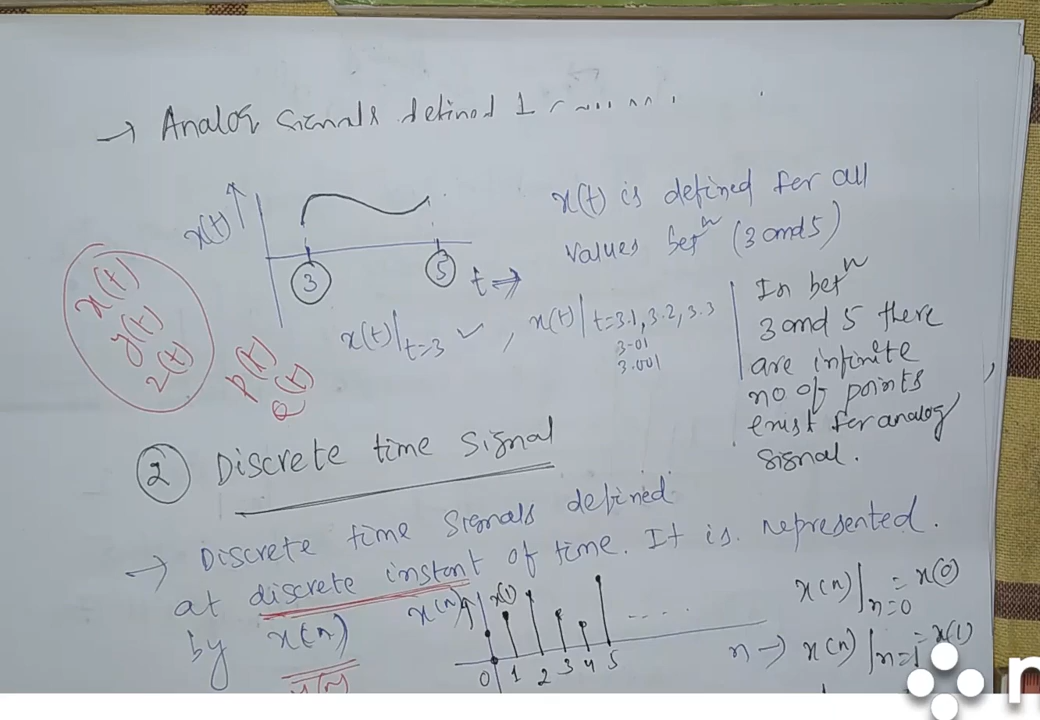 → Analog signals defined
x(t)↑
3
5
t →
x(t) is defined for all
values betⁿ (3 and 5)
x(t)
y(t)
z(t)
p(t)
Q(t)
x(t)|t=3 ✓, x(t)|t=3.1, 3.2, 3.3
3.01
3.001
In betⁿ
3 and 5 there
are infinite
no of points
exist for analog
signal.
② Discrete time signal
→ Discrete time signals defined
at discrete instant of time. It is represented.
by x(n)
x(n)↑ x(1)
0 1 2 3 4 5 ----
n →
x(n)|n=0 = x(0)
x(n)|n=1 = x(1)